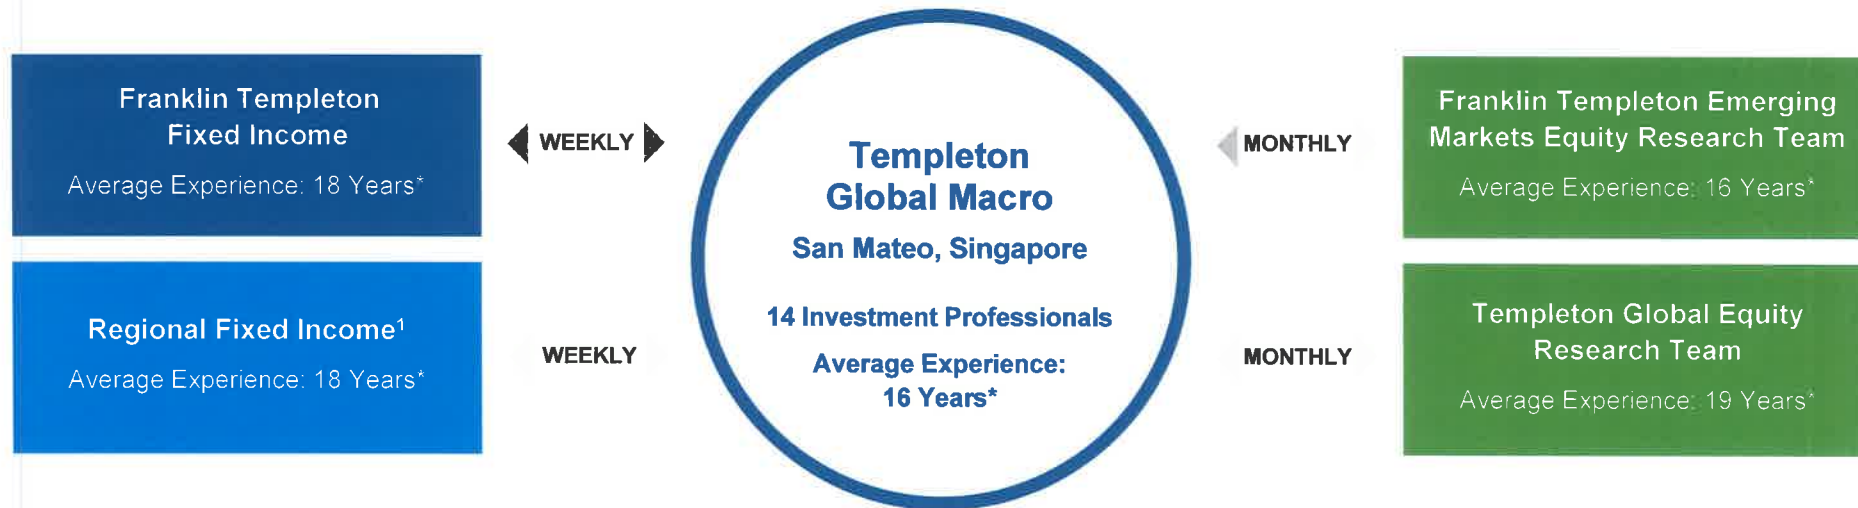 Franklin Templeton
Fixed Income
Average Experience: 18 Years*
WEEKLY
Regional Fixed Income¹
Average Experience: 18 Years*
WEEKLY
Templeton
Global Macro
San Mateo, Singapore
14 Investment Professionals
Average Experience:
16 Years*
MONTHLY
Franklin Templeton Emerging
Markets Equity Research Team
Average Experience: 16 Years*
MONTHLY
Templeton Global Equity
Research Team
Average Experience: 19 Years*